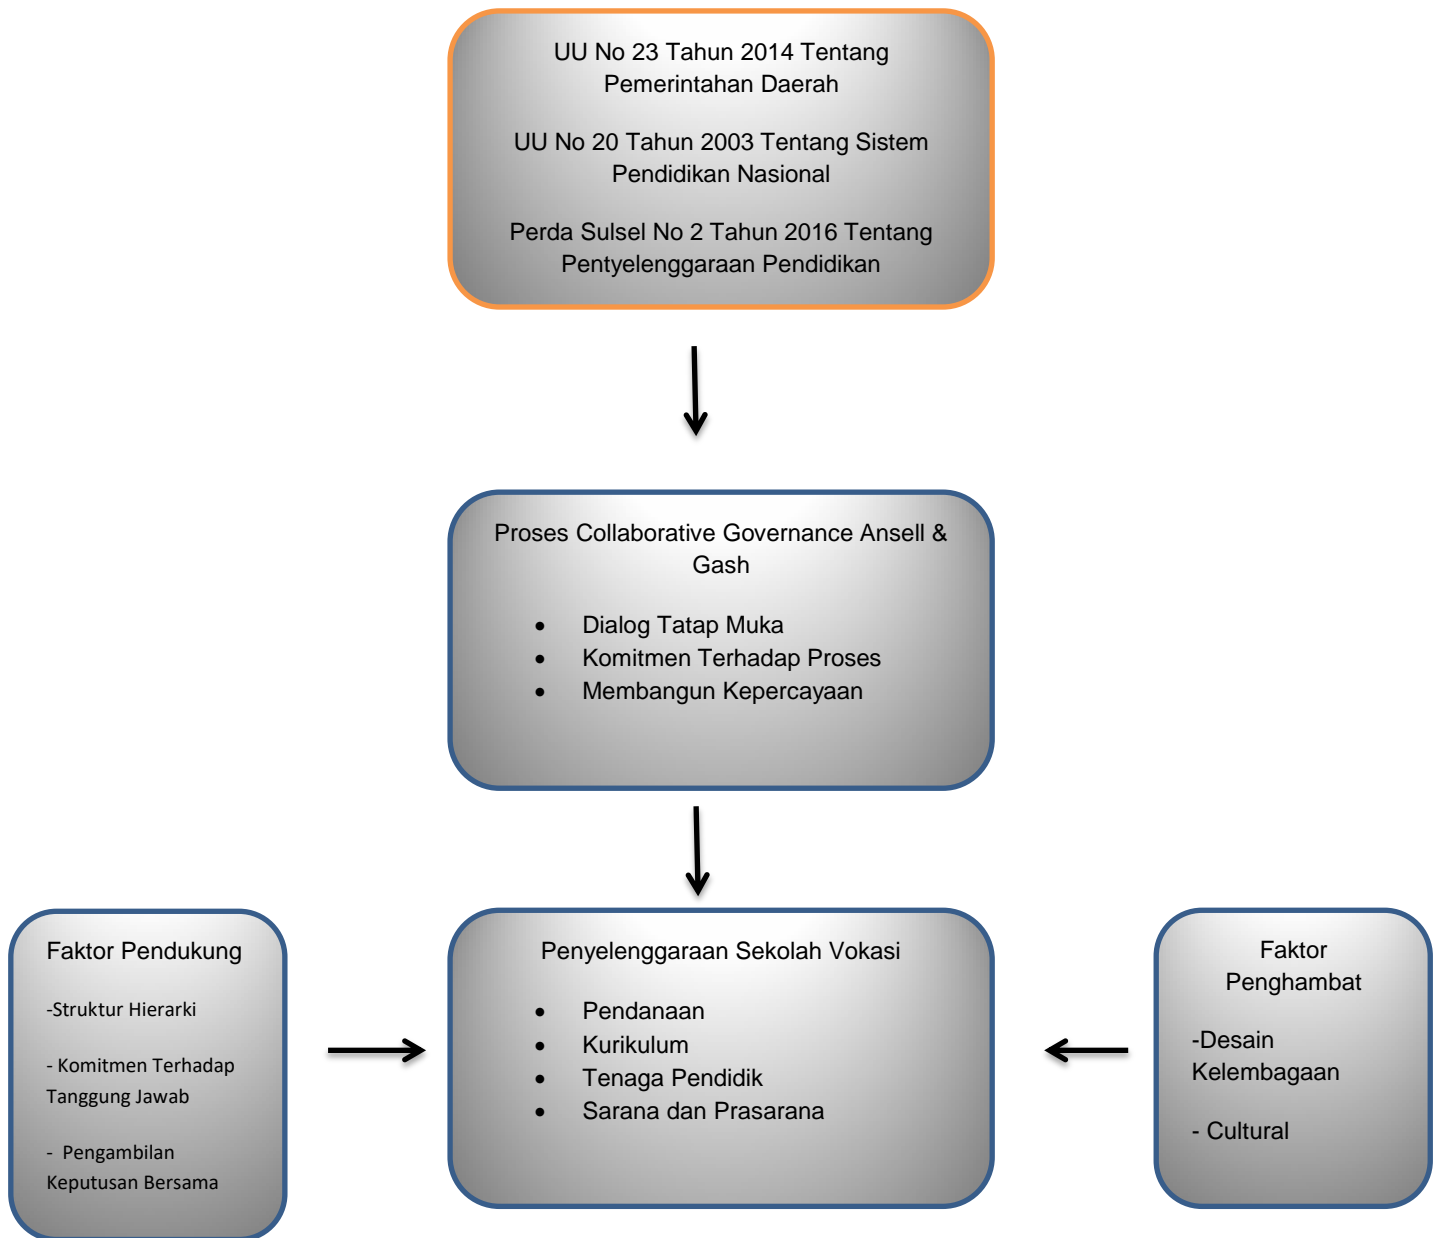 UU No 23 Tahun 2014 Tentang
Pemerintahan Daerah
UU No 20 Tahun 2003 Tentang Sistem
Pendidikan Nasional
Perda Sulsel No 2 Tahun 2016 Tentang
Pentyelenggaraan Pendidikan
Proses Collaborative Governance Ansell &
Gash
• Dialog Tatap Muka
• Komitmen Terhadap Proses
• Membangun Kepercayaan
Faktor Pendukung
-Struktur Hierarki
- Komitmen Terhadap
Tanggung Jawab
- Pengambilan
Keputusan Bersama
Penyelenggaraan Sekolah Vokasi
• Pendanaan
• Kurikulum
• Tenaga Pendidik
• Sarana dan Prasarana
Faktor
Penghambat
-Desain
Kelembagaan
- Cultural